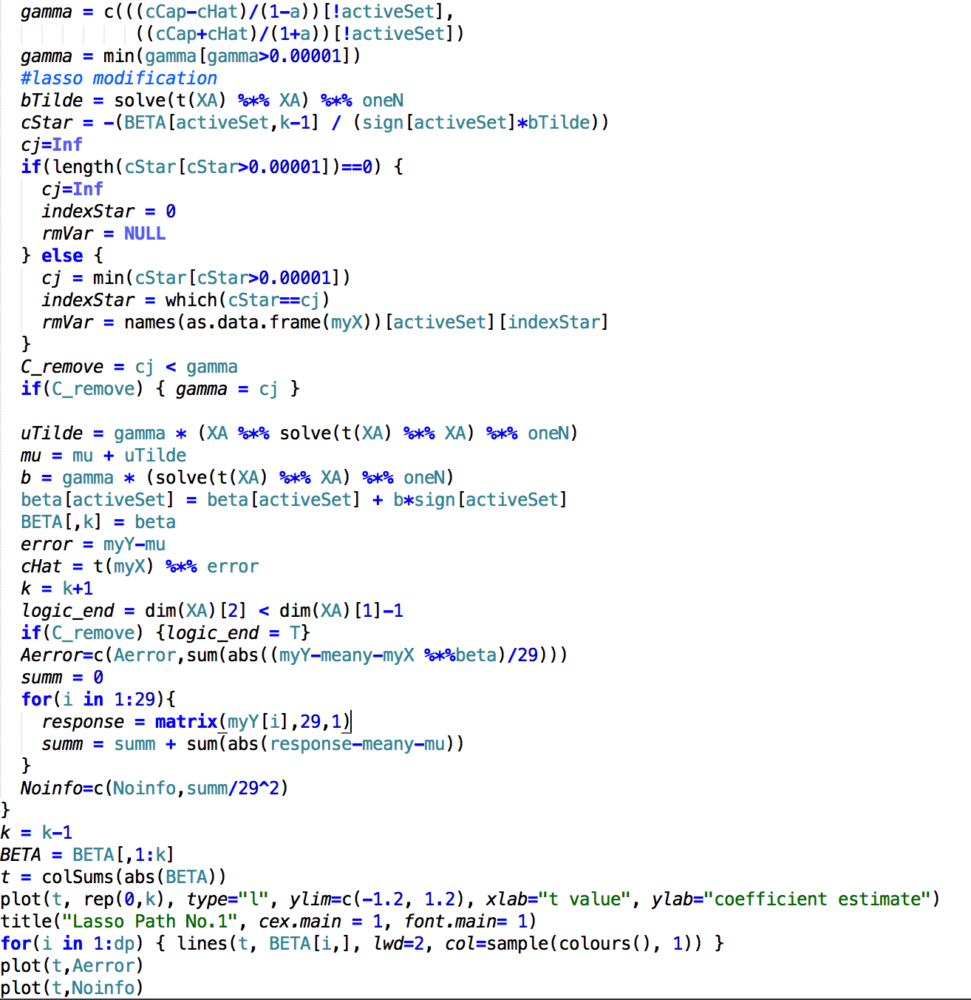 gamma = c(((cCap-cHat)/(1-a))[!activeSet],
((cCap+cHat)/(1+a))[!activeSet])
gamma = min(gamma[gamma>0.00001])
#lasso modification
bTilde = solve(t(XA) %*% XA) %*% oneN
cStar = -(BETA[activeSet,k-1] / (sign[activeSet]*bTilde))
cj=Inf
if(length(cStar[cStar>0.00001])==0) {
cj=Inf
indexStar = 0
rmVar = NULL
} else {
cj = min(cStar[cStar>0.00001])
indexStar = which(cStar==cj)
rmVar = names(as.data.frame(myX))[activeSet][indexStar]
}
C_remove = cj < gamma
if(C_remove) { gamma = cj }
uTilde = gamma * (XA %*% solve(t(XA) %*% XA) %*% oneN)
mu = mu + uTilde
b = gamma * (solve(t(XA) %*% XA) %*% oneN)
beta[activeSet] = beta[activeSet] + b*sign[activeSet]
BETA[,k] = beta
error = myY-mu
cHat = t(myX) %*% error
k = k+1
logic_end = dim(XA)[2] < dim(XA)[1]-1
if(C_remove) {logic_end = T}
Aerror=c(Aerror,sum(abs((myY-meany-myX %*%beta)/29)))
summ = 0
for(i in 1:29){
response = matrix(myY[i],29,1)
summ = summ + sum(abs(response-meany-mu))
}
Noinfo=c(Noinfo,summ/29^2)
}
k = k-1
BETA = BETA[,1:k]
t = colSums(abs(BETA))
plot(t, rep(0,k), type="l", ylim=c(-1.2, 1.2), xlab="t value", ylab="coefficient estimate")
title("Lasso Path No.1", cex.main = 1, font.main= 1)
for(i in 1:dp) { lines(t, BETA[i,], lwd=2, col=sample(colours(), 1)) }
plot(t,Aerror)
plot(t,Noinfo)